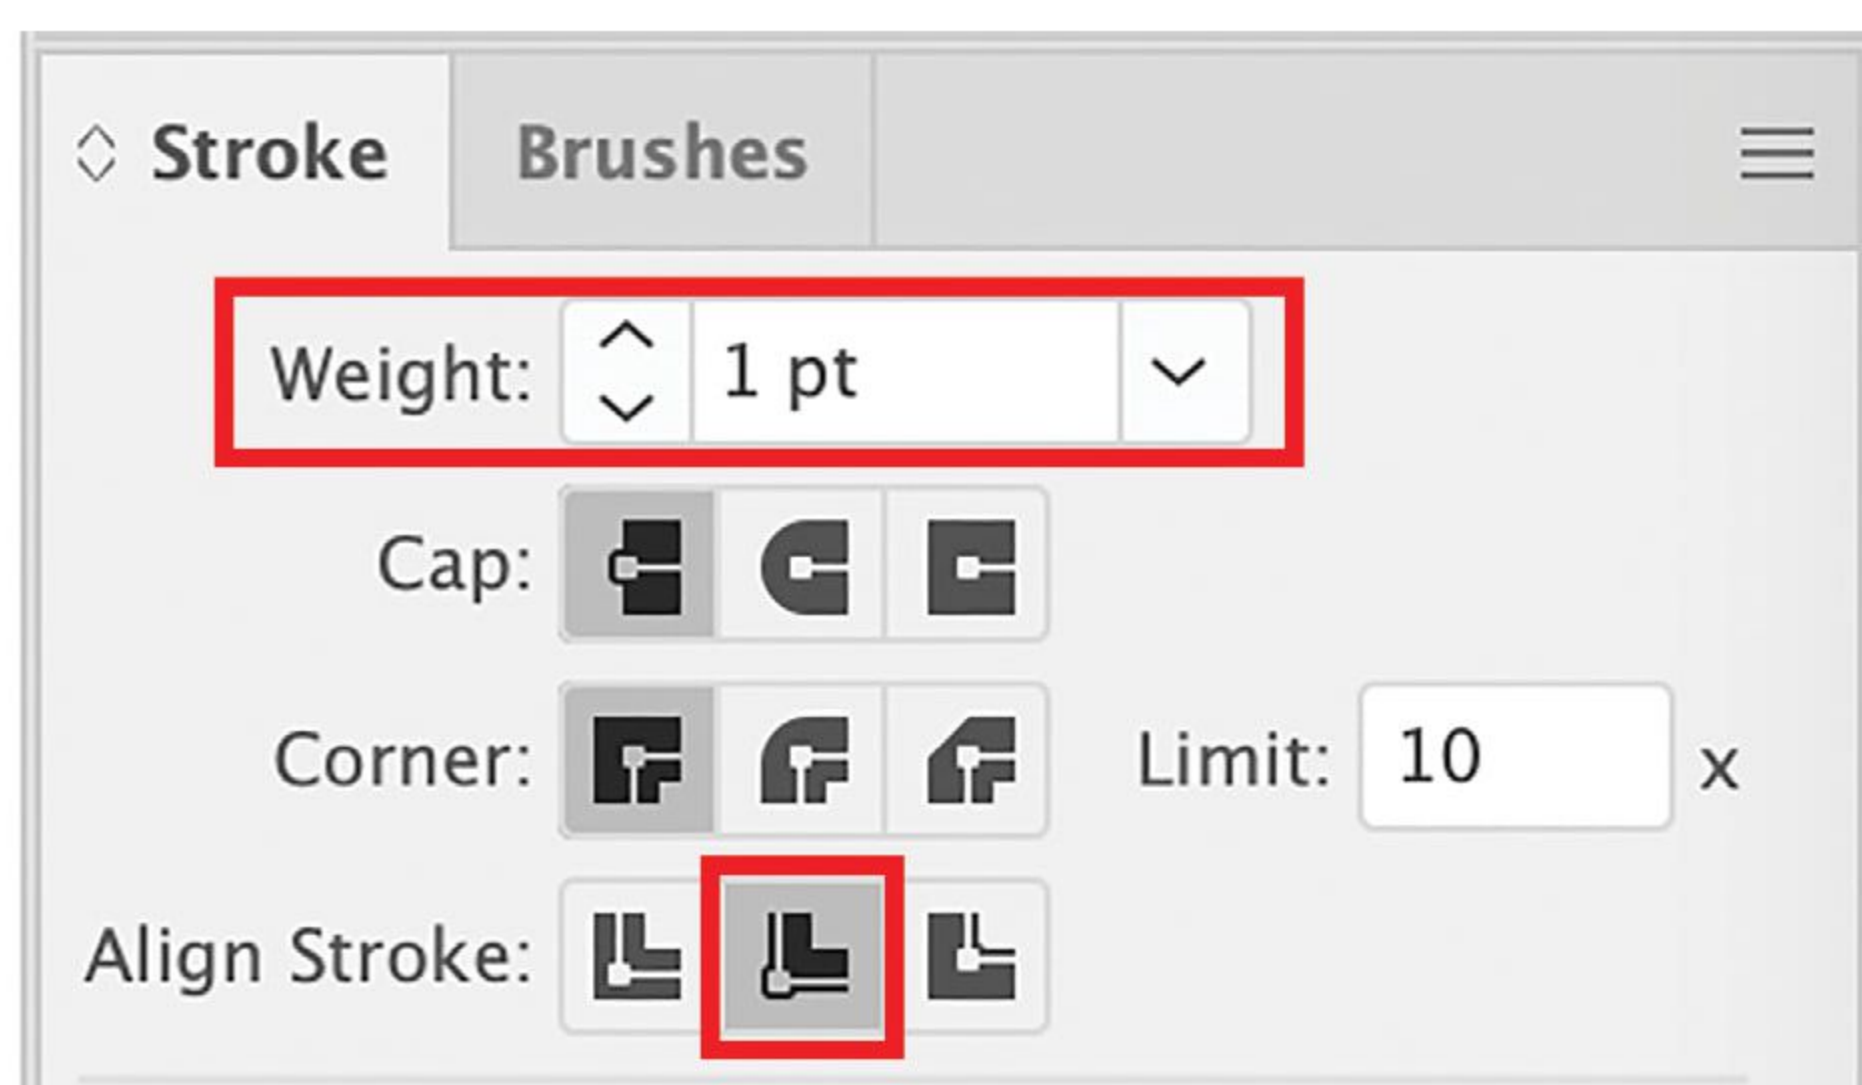 Stroke Brushes
Weight: 1 pt
Cap:
Corner: Limit: 10 x
Align Stroke: